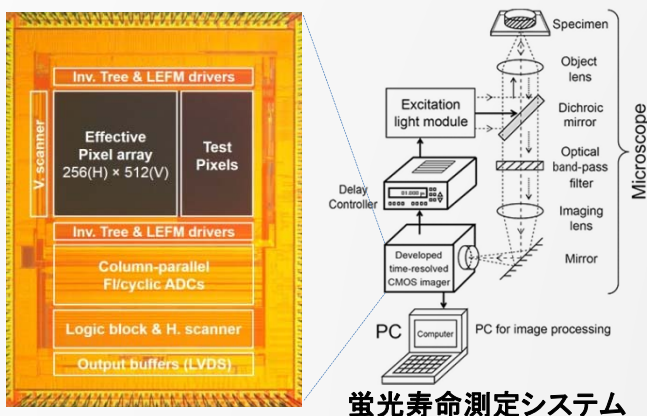 Inv. Tree & LEFM drivers
V. scanner
Effective
Pixel array
256(H) × 512(V)
Test
Pixels
Inv. Tree & LEFM drivers
Column-parallel
FI/cyclic ADCs
Logic block & H. scanner
Output buffers (LVDS)
Specimen
Object
lens
Excitation
light module
Dichroic
mirror
Optical
band-pass
filter
Delay
Controller
Imaging
lens
Developed
time-resolved
CMOS imager
Mirror
Microscope
PC
Computer
PC for image processing
蛍光寿命測定システム